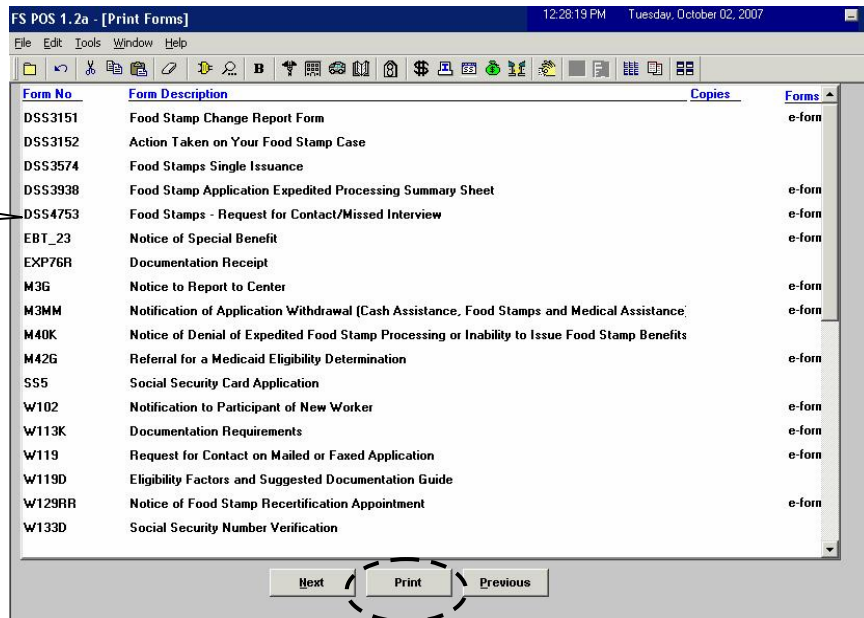 FS POS 1.2a - [Print Forms] 12:28:19 PM Tuesday, October 02, 2007
File Edit Tools Window Help
B
Form No Form Description Copies Forms
DSS3151 Food Stamp Change Report Form e-form
DSS3152 Action Taken on Your Food Stamp Case
DSS3574 Food Stamps Single Issuance
DSS3938 Food Stamp Application Expedited Processing Summary Sheet e-form
DSS4753 Food Stamps - Request for Contact/Missed Interview e-form
EBT_23 Notice of Special Benefit e-form
EXP76R Documentation Receipt
M3G Notice to Report to Center e-form
M3MM Notification of Application Withdrawal (Cash Assistance, Food Stamps and Medical Assistance) e-form
M40K Notice of Denial of Expedited Food Stamp Processing or Inability to Issue Food Stamp Benefits
M42G Referral for a Medicaid Eligibility Determination e-form
SS5 Social Security Card Application
W102 Notification to Participant of New Worker e-form
W113K Documentation Requirements e-form
W119 Request for Contact on Mailed or Faxed Application e-form
W119D Eligibility Factors and Suggested Documentation Guide
W129RR Notice of Food Stamp Recertification Appointment e-form
W133D Social Security Number Verification
Next Print Previous